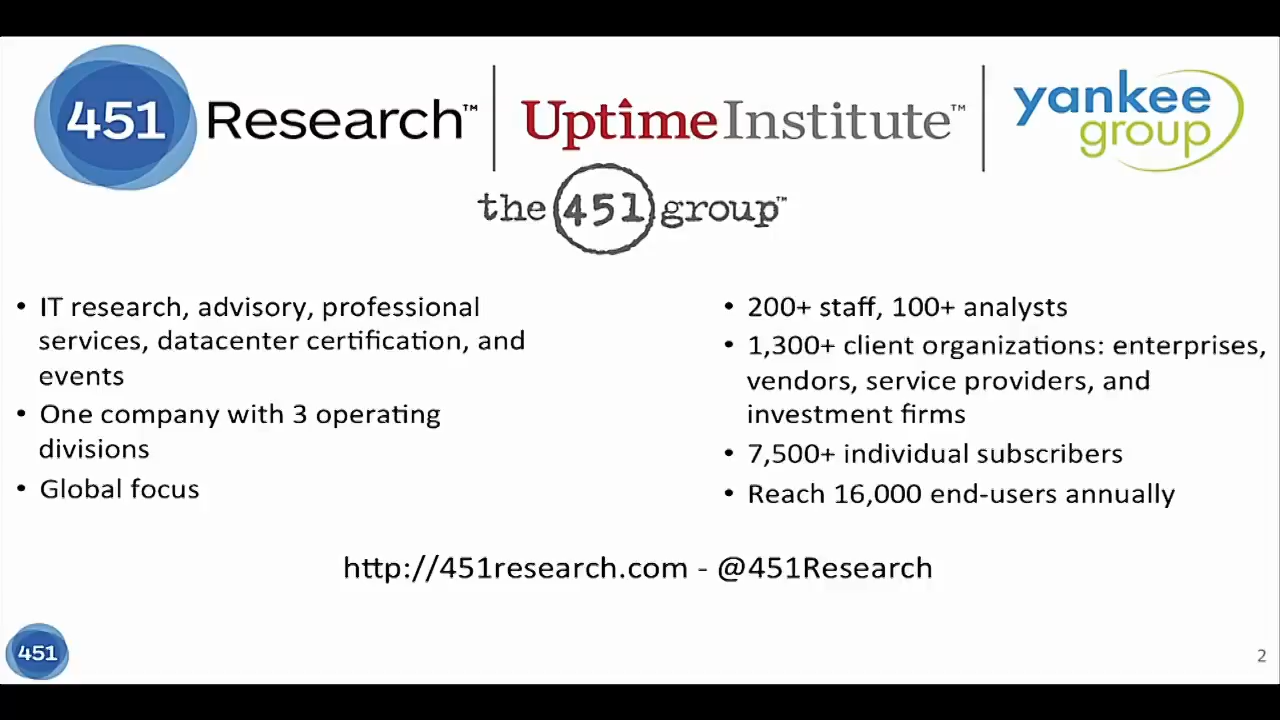 451 Research™
Uptime Institute™
yankee
group
the 451 group™
• IT research, advisory, professional
services, datacenter certification, and
events
• One company with 3 operating
divisions
• Global focus
• 200+ staff, 100+ analysts
• 1,300+ client organizations: enterprises,
vendors, service providers, and
investment firms
• 7,500+ individual subscribers
• Reach 16,000 end-users annually
http://451research.com - @451Research
451
2